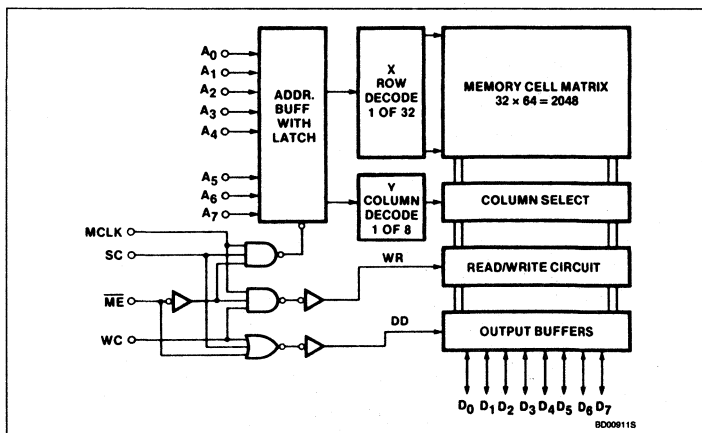 A0
A1
A2
A3
A4
A5
A6
A7
MCLK
SC
ME
WC
ADDR.
BUFF
WITH
LATCH
X
ROW
DECODE
1 OF 32
Y
COLUMN
DECODE
1 OF 8
MEMORY CELL MATRIX
32 × 64 = 2048
COLUMN SELECT
WR
READ/WRITE CIRCUIT
DD
OUTPUT BUFFERS
D0 D1 D2 D3 D4 D5 D6 D7
BD00911S